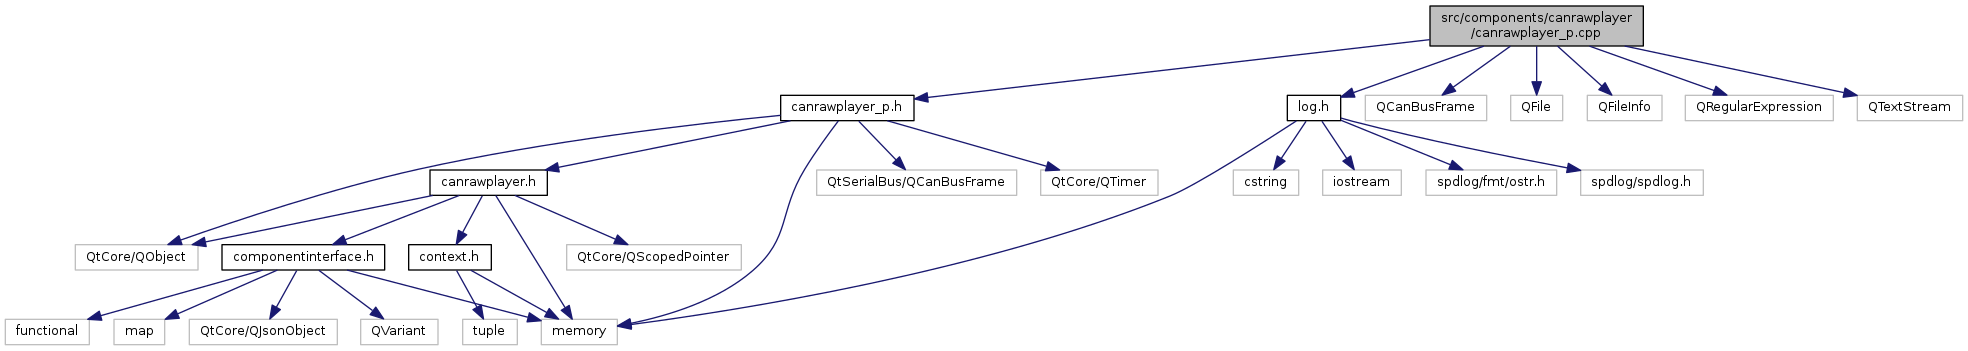 src/components/canrawplayer
/canrawplayer_p.cpp
canrawplayer_p.h
log.h
QCanBusFrame
QFile
QFileInfo
QRegularExpression
QTextStream
canrawplayer.h
QtSerialBus/QCanBusFrame
QtCore/QTimer
cstring
iostream
spdlog/fmt/ostr.h
spdlog/spdlog.h
QtCore/QObject
componentinterface.h
context.h
QtCore/QScopedPointer
functional
map
QtCore/QJsonObject
QVariant
tuple
memory